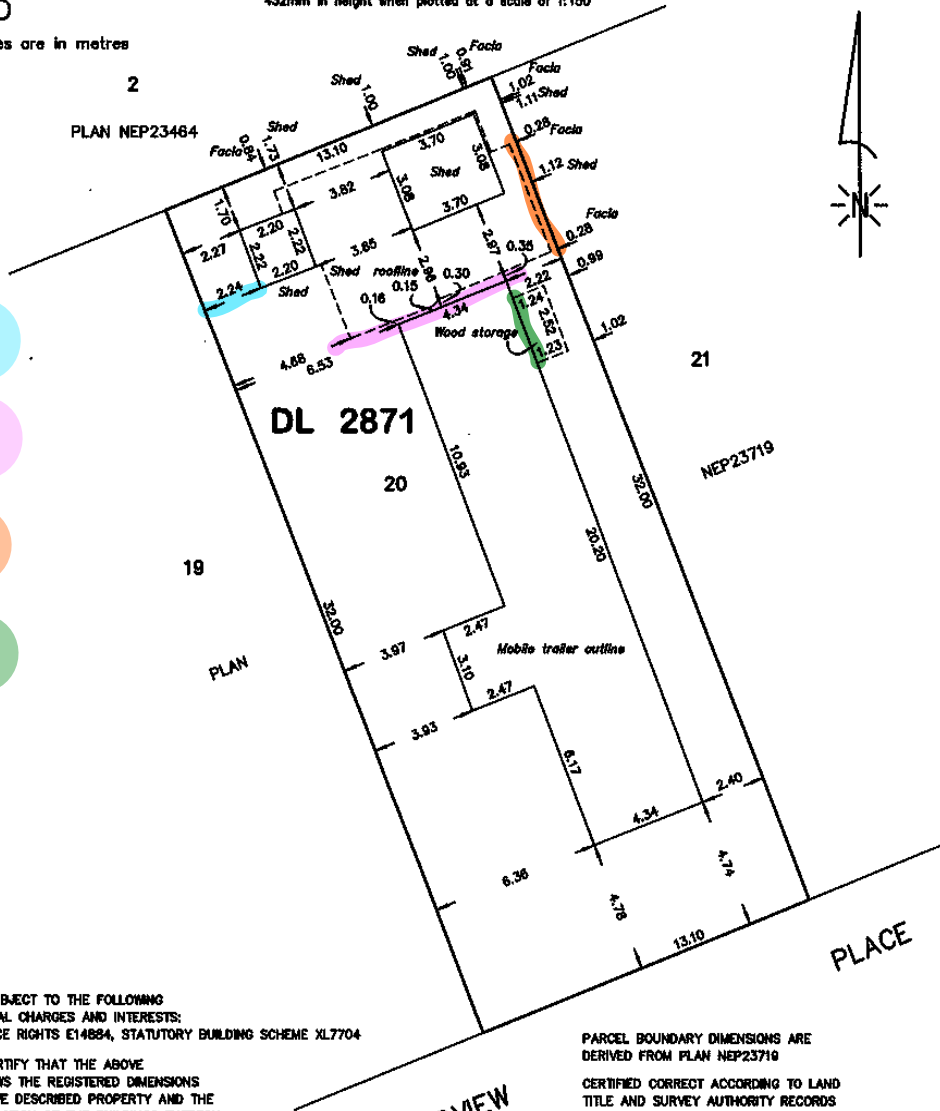 432mm in height when plotted at a scale of 1:150
es are in metres
2
PLAN NEP23464
Shed 1.00
Shed 1.00
0.91 Facia
Facia
1.02
1.11 Shed
0.28 Facia
1.12 Shed
Facia
0.28
0.99
1.02
Facia 0.84
1.73 Shed
13.10
3.70
3.08
Shed
3.08
3.82
3.70
1.70
2.20
2.27
2.22
2.22
3.65
2.97
2.96
0.35
2.24
2.20
Shed
Shed roofline
0.30
0.15
0.16
4.34
2.22
1.24
2.52
Wood storage
1.23
4.68
6.53
21
DL 2871
20
10.93
NEP23719
32.00
20.20
19
32.00
PLAN
3.97
2.47
3.10
Mobile trailer outline
2.47
3.93
6.17
2.40
4.34
6.36
4.78
4.74
13.10
PLACE
VIEW
N
BJECT TO THE FOLLOWING
AL CHARGES AND INTERESTS:
CE RIGHTS E14884, STATUTORY BUILDING SCHEME XL7704
RTIFY THAT THE ABOVE
WS THE REGISTERED DIMENSIONS
VE DESCRIBED PROPERTY AND THE
PARCEL BOUNDARY DIMENSIONS ARE
DERIVED FROM PLAN NEP23719
CERTIFIED CORRECT ACCORDING TO LAND
TITLE AND SURVEY AUTHORITY RECORDS